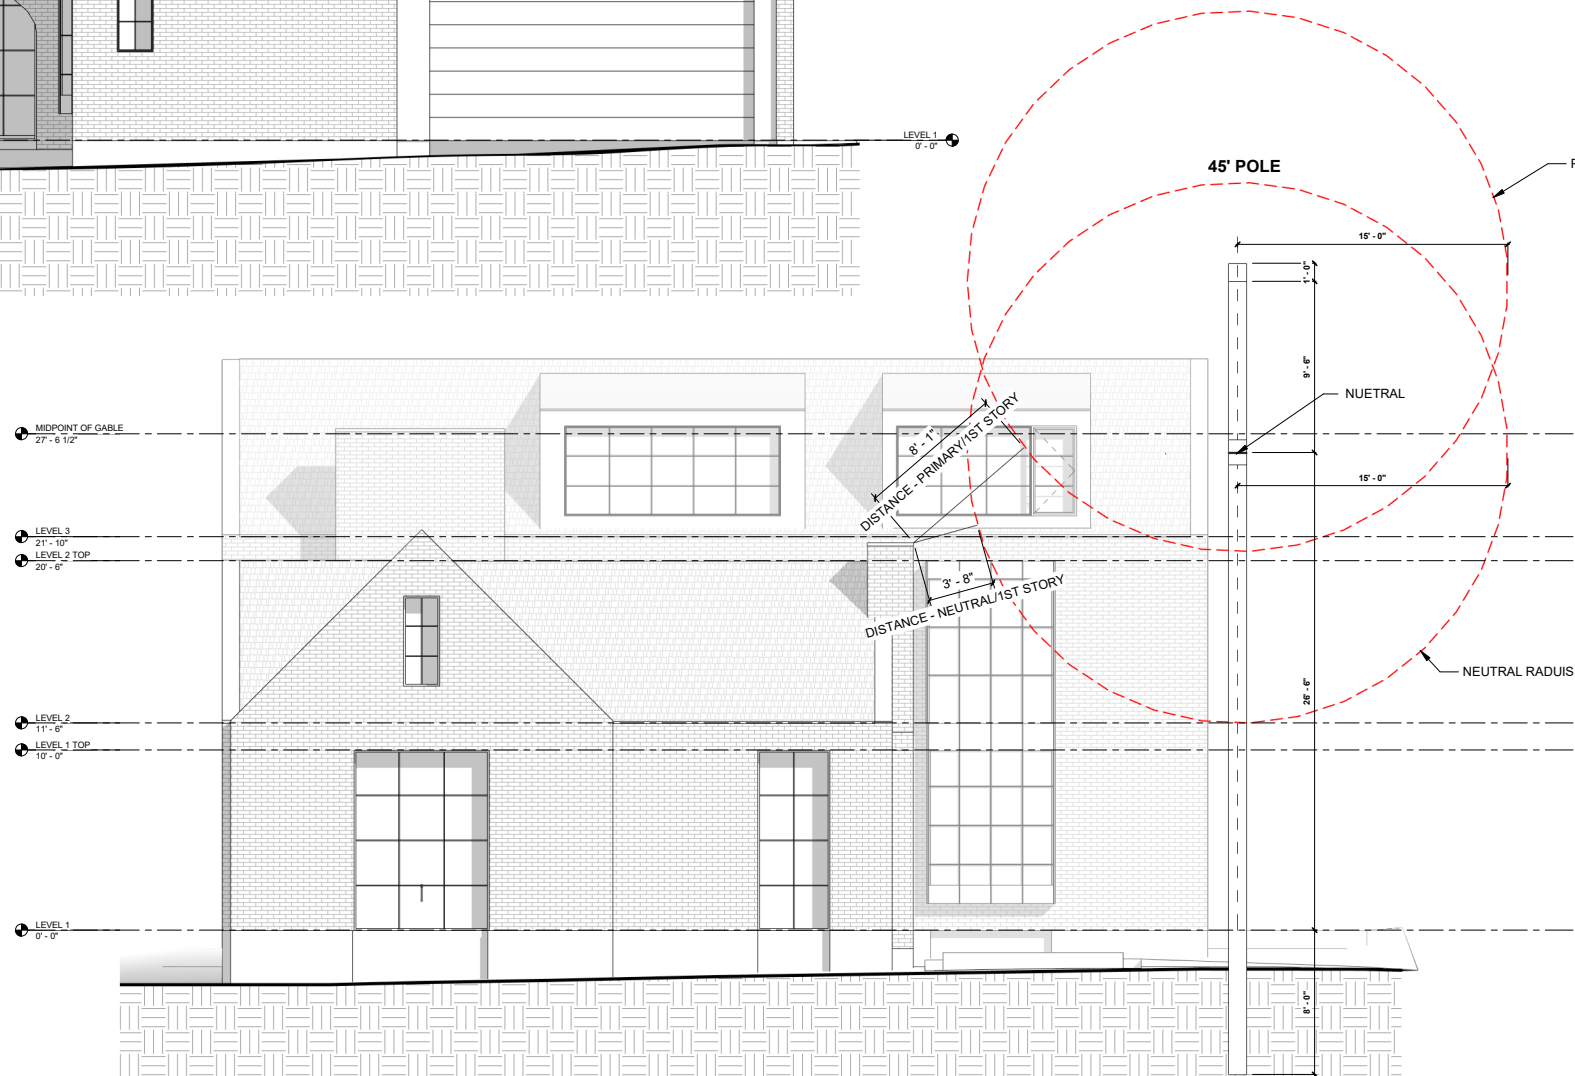 LEVEL 1
0' - 0"
45' POLE
15' - 0"
1' - 0"
9' - 6"
NUETRAL
MIDPOINT OF GABLE
27' - 6 1/2"
8' - 1"
DISTANCE - PRIMARY/1ST STORY
15' - 0"
LEVEL 3
21' - 10"
LEVEL 2 TOP
20' - 6"
3' - 8"
DISTANCE - NEUTRAL/1ST STORY
NEUTRAL RADUIS
26' - 6"
LEVEL 2
11' - 6"
LEVEL 1 TOP
10' - 0"
LEVEL 1
0' - 0"
8' - 0"